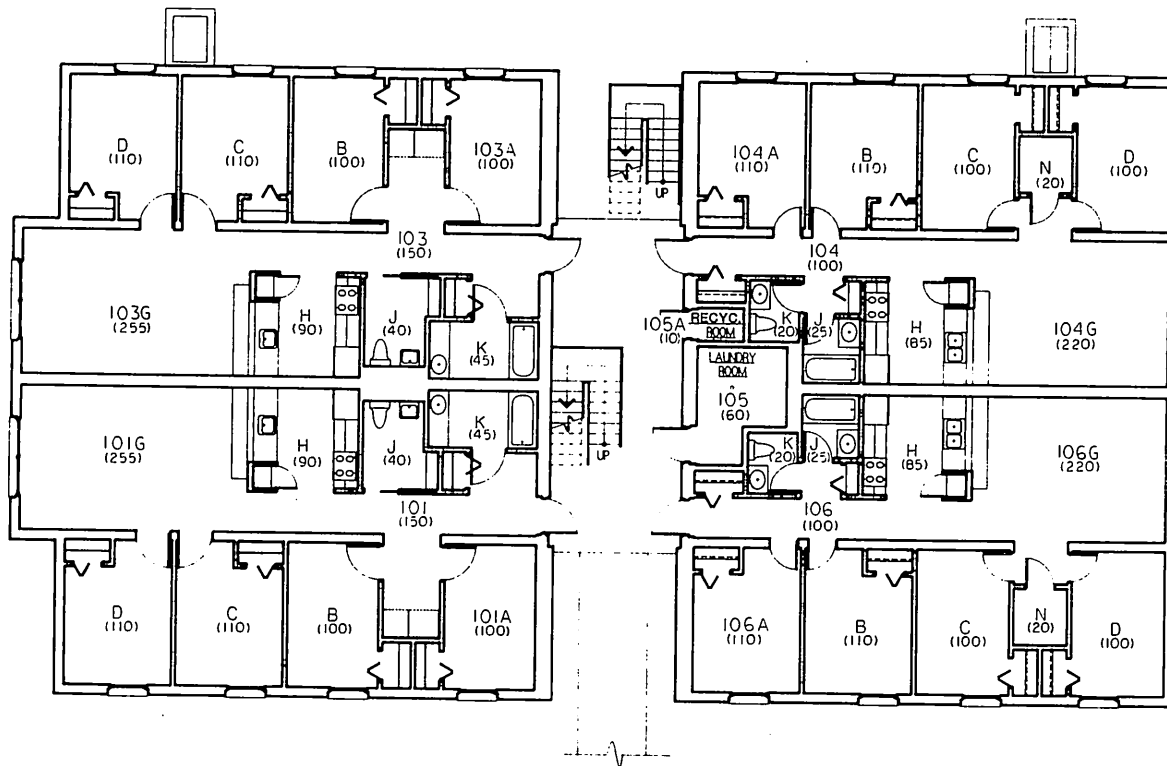 D
(110)
C
(110)
B
(100)
103A
(100)
104A
(110)
B
(110)
C
(100)
N
(20)
D
(100)
UP
103
(150)
104
(100)
103G
(255)
H
(90)
J
(40)
K
(45)
105A
(10)
RECYC.
ROOM
K
(20)
J
(25)
H
(85)
104G
(220)
LAUNDRY
ROOM
105
(60)
101G
(255)
H
(90)
J
(40)
K
(45)
UP
K
(20)
J
(25)
H
(85)
106G
(220)
101
(150)
106
(100)
D
(110)
C
(110)
B
(100)
101A
(100)
106A
(110)
B
(110)
C
(100)
N
(20)
D
(100)